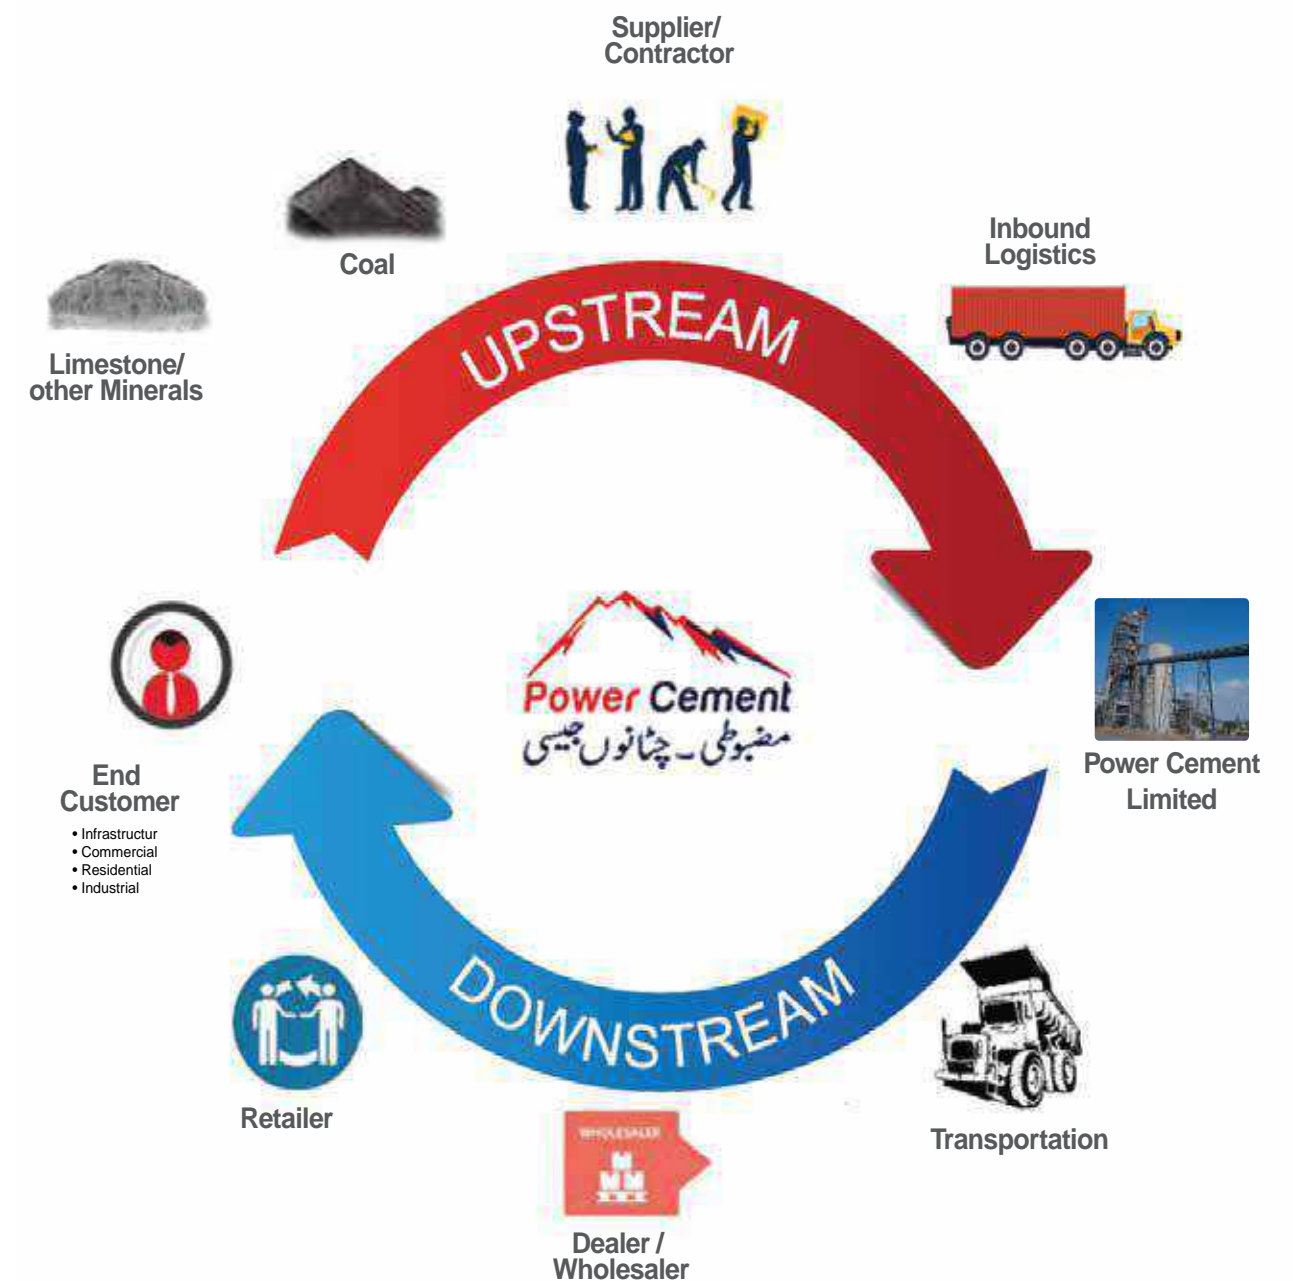 Supplier/
Contractor
Coal
Inbound
Logistics
Limestone/
other Minerals
UPSTREAM
Power Cement
مضبوطی ۔ چٹانوں جیسی
Power Cement
Limited
End
Customer
• Infrastructur
• Commercial
• Residential
• Industrial
DOWNSTREAM
Retailer
Transportation
WHOLESALER
Dealer /
Wholesaler